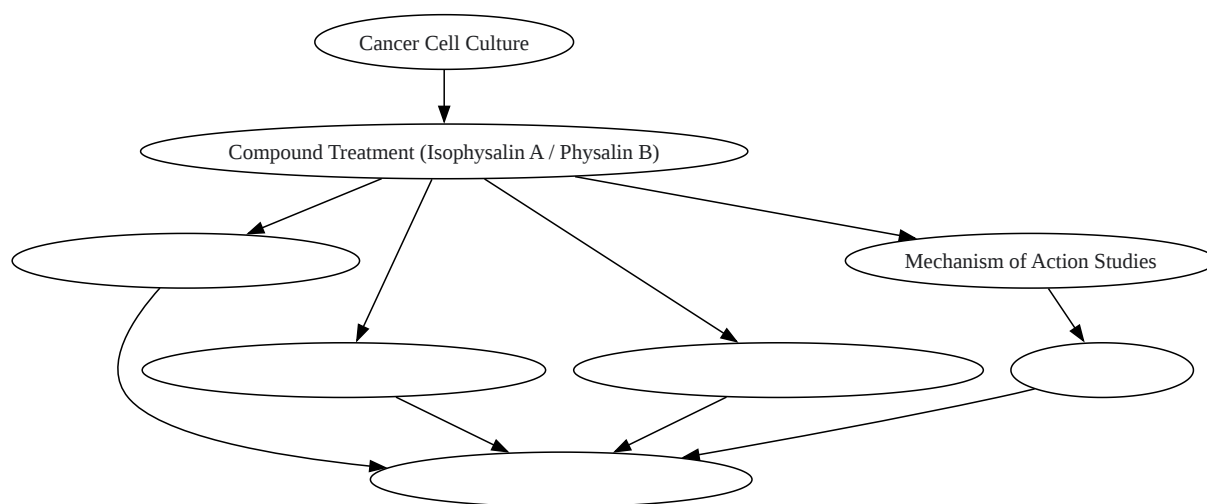 Cancer Cell Culture
Compound Treatment (Isophysalin A / Physalin B)
Mechanism of Action Studies